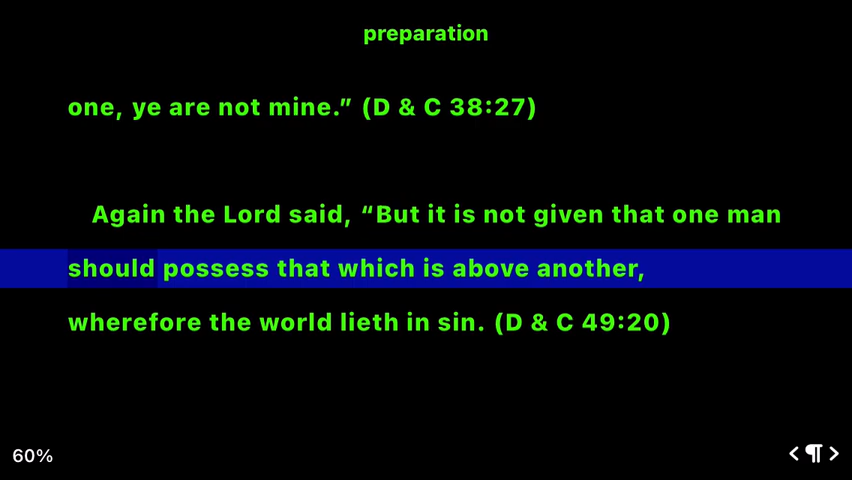 preparation
one, ye are not mine.” (D & C 38:27)
Again the Lord said, “But it is not given that one man
should possess that which is above another,
wherefore the world lieth in sin. (D & C 49:20)
60%
< ¶ >